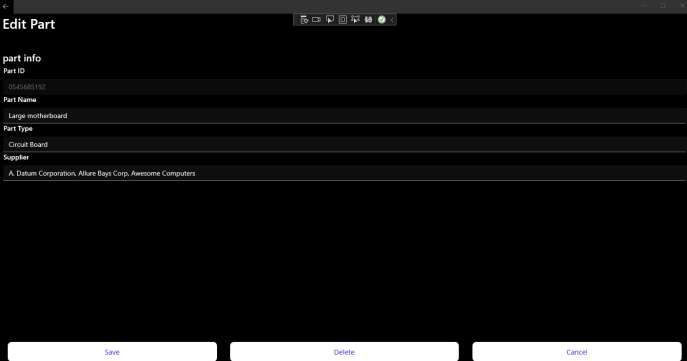 Edit Part
part info
Part ID
0545685192
Part Name
Large motherboard
Part Type
Circuit Board
Supplier
A. Datum Corporation, Allure Bays Corp, Awesome Computers
Save
Delete
Cancel